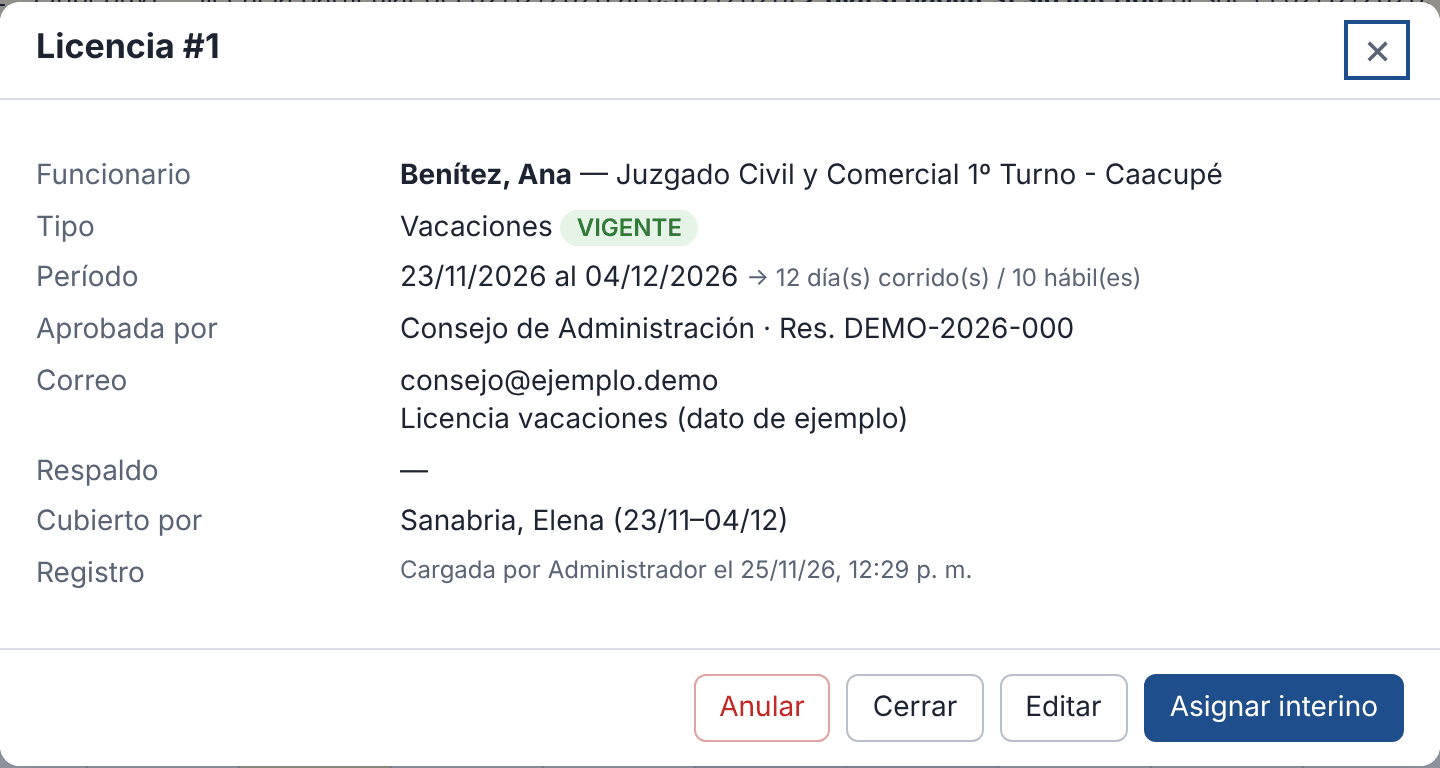 Licencia #1
Funcionario Benítez, Ana — Juzgado Civil y Comercial 1º Turno - Caacupé
Tipo Vacaciones VIGENTE
Período 23/11/2026 al 04/12/2026 → 12 día(s) corrido(s) / 10 hábil(es)
Aprobada por Consejo de Administración · Res. DEMO-2026-000
Correo consejo@ejemplo.demo
Licencia vacaciones (dato de ejemplo)
Respaldo —
Cubierto por Sanabria, Elena (23/11–04/12)
Registro Cargada por Administrador el 25/11/26, 12:29 p. m.
Anular Cerrar Editar Asignar interino